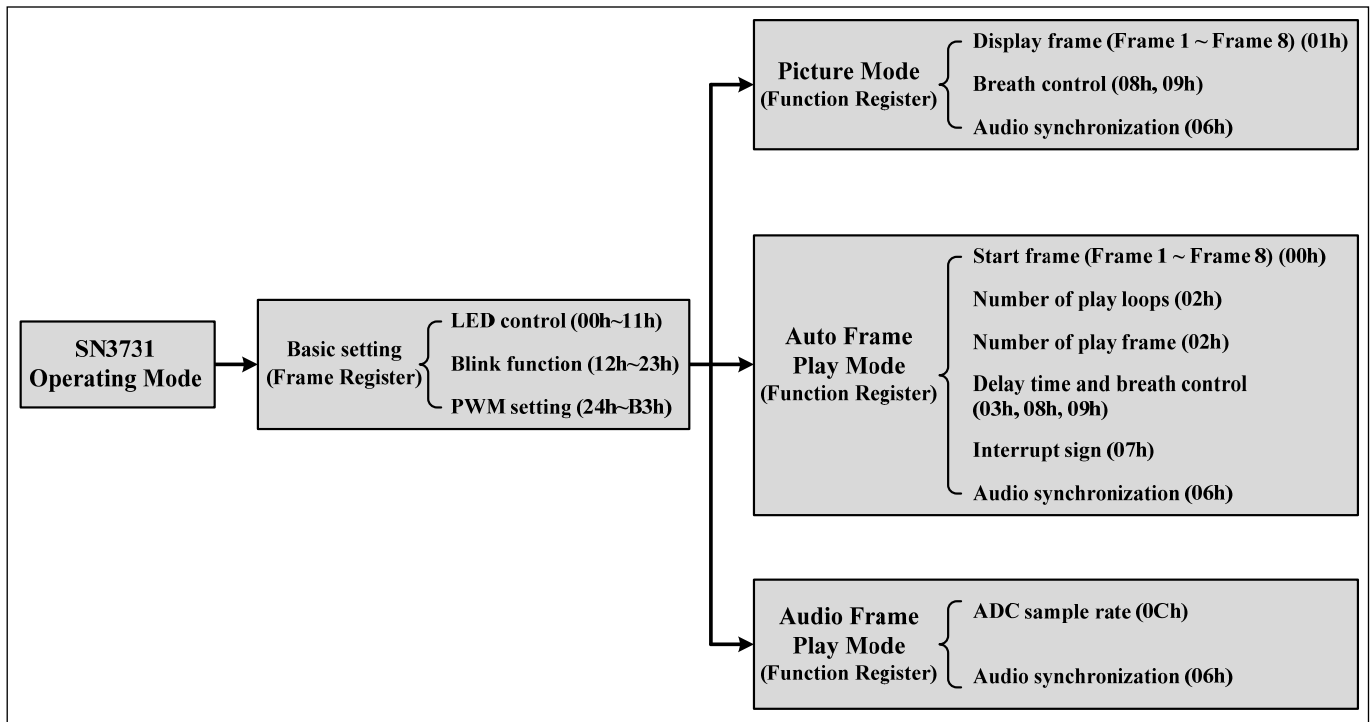 SN3731
Operating Mode
Basic setting
(Frame Register)
LED control (00h~11h)
Blink function (12h~23h)
PWM setting (24h~B3h)
Picture Mode
(Function Register)
Display frame (Frame 1 ~ Frame 8) (01h)
Breath control (08h, 09h)
Audio synchronization (06h)
Auto Frame
Play Mode
(Function Register)
Start frame (Frame 1 ~ Frame 8) (00h)
Number of play loops (02h)
Number of play frame (02h)
Delay time and breath control
(03h, 08h, 09h)
Interrupt sign (07h)
Audio synchronization (06h)
Audio Frame
Play Mode
(Function Register)
ADC sample rate (0Ch)
Audio synchronization (06h)